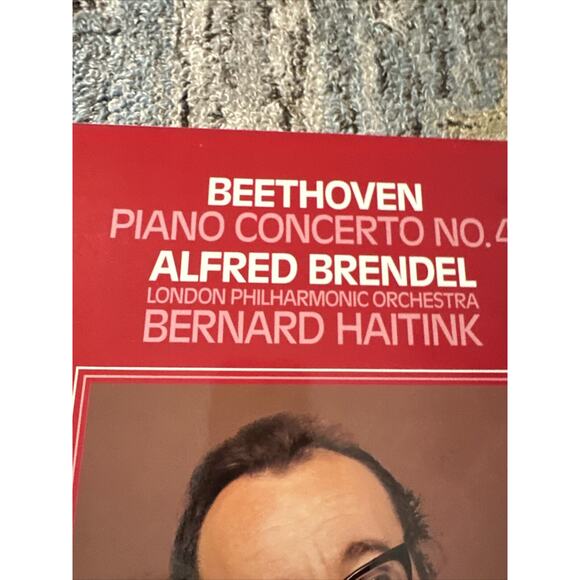 BEETHOVEN
PIANO CONCERTO NO.4
ALFRED BRENDEL
LONDON PHILHARMONIC ORCHESTRA
BERNARD HAITINK